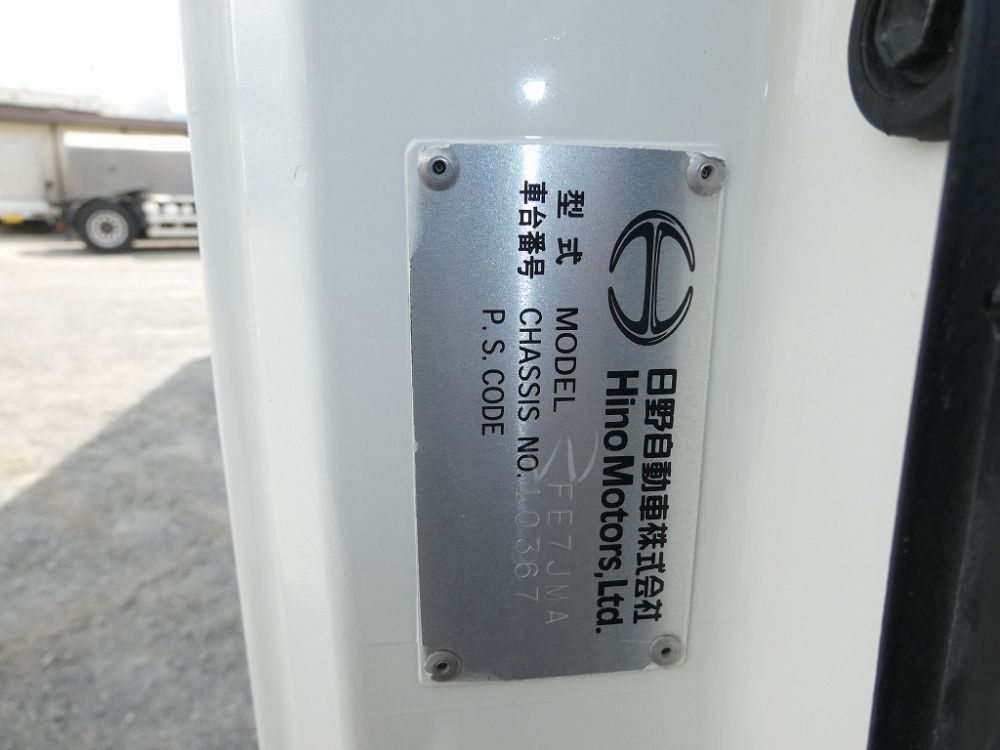 日野自動車株式会社
Hino Motors, Ltd.
型式 MODEL FE7JMA
車台番号 CHASSIS NO. 10367
P. S. CODE